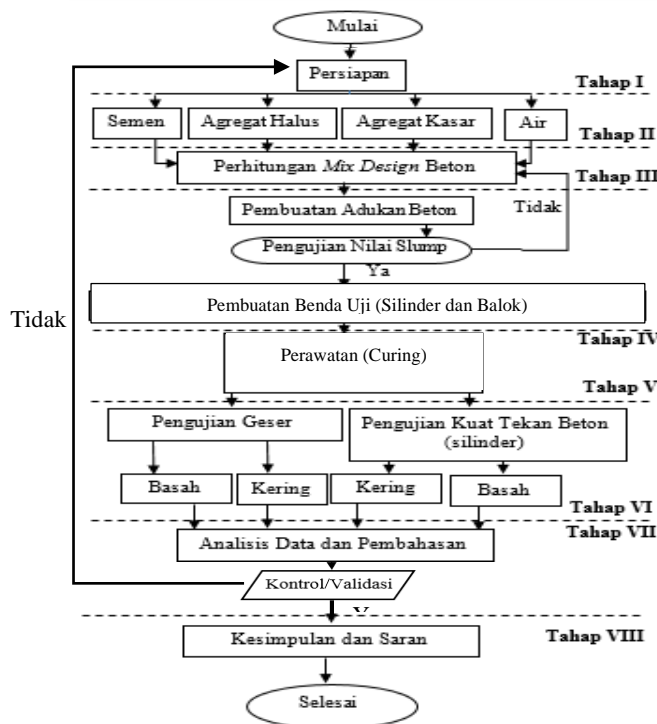 Mulai
Persiapan
Tahap I
Semen
Agregat Halus
Agregat Kasar
Air
Tahap II
Perhitungan Mix Design Beton
Tahap III
Pembuatan Adukan Beton
Tidak
Pengujian Nilai Slump
Ya
Pembuatan Benda Uji (Silinder dan Balok)
Tidak
Tahap IV
Perawatan (Curing)
Tahap V
Pengujian Geser
Pengujian Kuat Tekan Beton
(silinder)
Basah
Kering
Kering
Basah
Tahap VI
Tahap VII
Analisis Data dan Pembahasan
Kontrol/Validasi
Kesimpulan dan Saran
Tahap VIII
Selesai